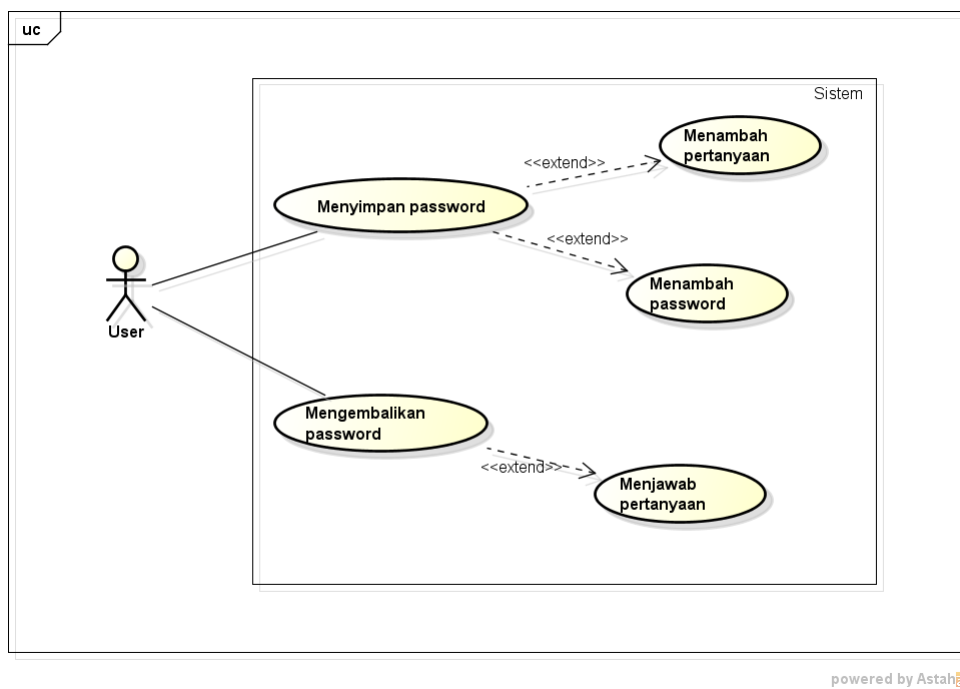 uc
Sistem
Menambah
pertanyaan
<<extend>>
Menyimpan password
<<extend>>
Menambah
password
User
Mengembalikan
password
<<extend>>
Menjawab
pertanyaan
powered by Astah